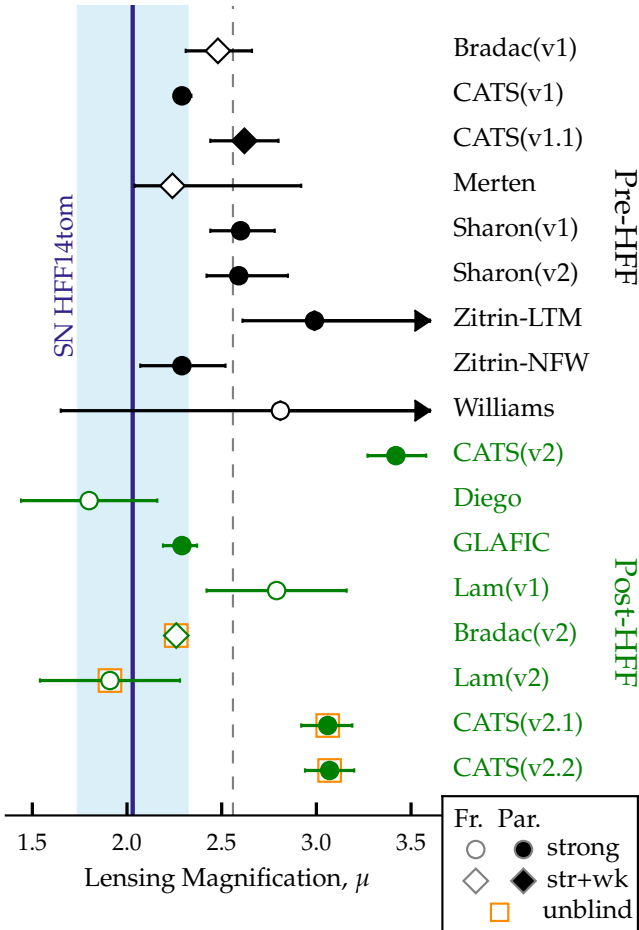 Bradac(v1)
CATS(v1)
CATS(v1.1)
Merten
Sharon(v1)
Sharon(v2)
Zitrin-LTM
Zitrin-NFW
Williams
CATS(v2)
Diego
GLAFIC
Lam(v1)
Bradac(v2)
Lam(v2)
CATS(v2.1)
CATS(v2.2)
Pre-HFF
Post-HFF
SN HFF14tom
1.5 2.0 2.5 3.0 3.5
Lensing Magnification, μ
Fr. Par.
strong
str+wk
unblind